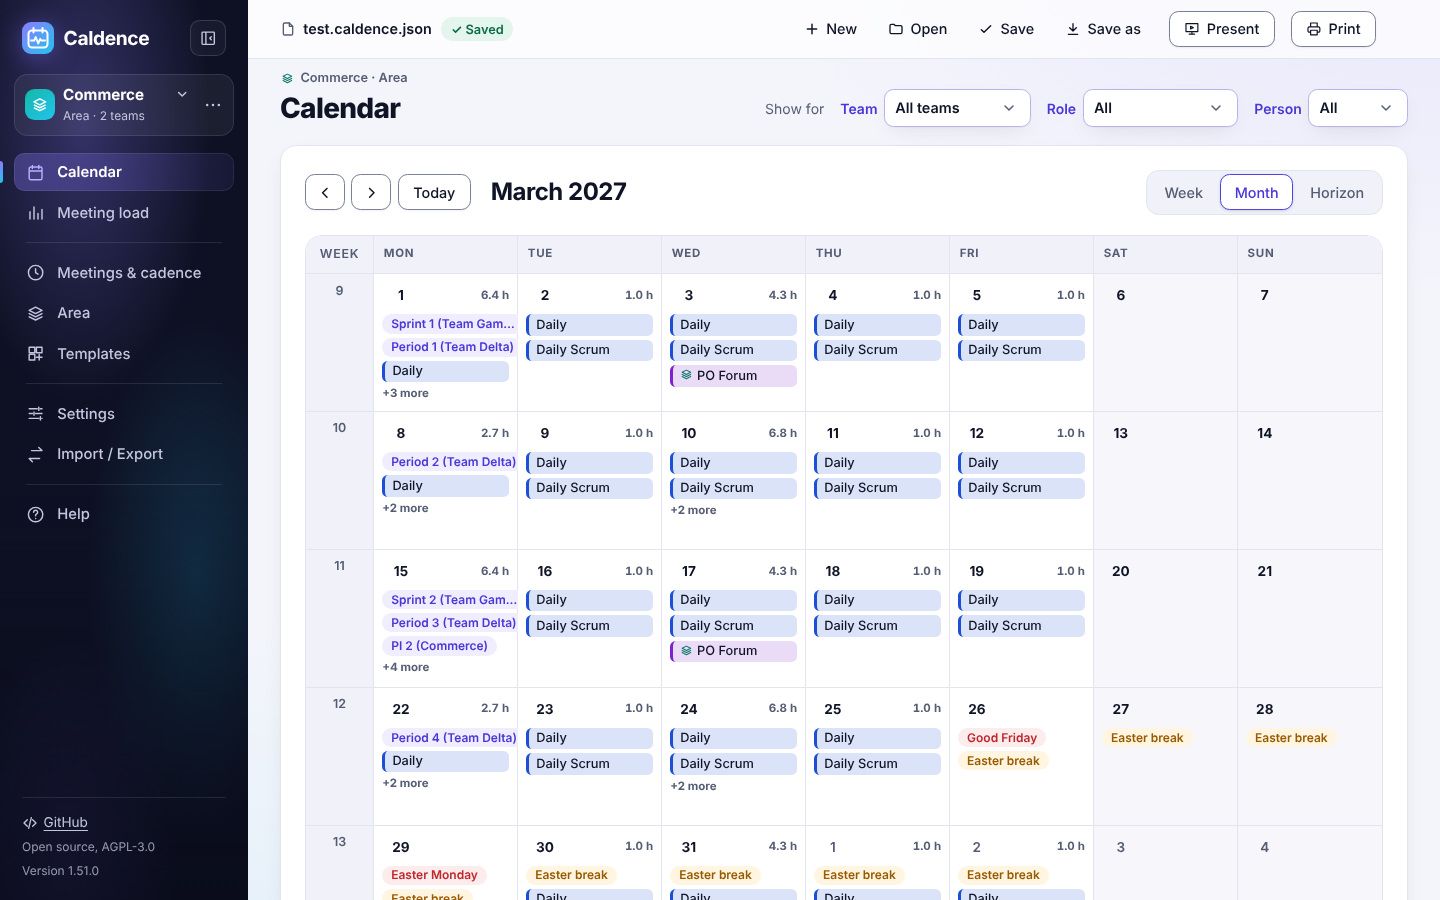 Caldence
Commerce
Area · 2 teams
Calendar
Meeting load
Meetings & cadence
Area
Templates
Settings
Import / Export
Help
GitHub
Open source, AGPL-3.0
Version 1.51.0
test.caldence.json Saved
New Open Save Save as Present Print
Commerce · Area
Calendar
Show for Team All teams Role All Person All
Today March 2027 Week Month Horizon
WEEK MON TUE WED THU FRI SAT SUN
9
1 6.4 h
Sprint 1 (Team Gam...
Period 1 (Team Delta)
Daily
+3 more
2 1.0 h
Daily
Daily Scrum
3 4.3 h
Daily
Daily Scrum
PO Forum
4 1.0 h
Daily
Daily Scrum
5 1.0 h
Daily
Daily Scrum
6
7
10
8 2.7 h
Period 2 (Team Delta)
Daily
+2 more
9 1.0 h
Daily
Daily Scrum
10 6.8 h
Daily
Daily Scrum
+2 more
11 1.0 h
Daily
Daily Scrum
12 1.0 h
Daily
Daily Scrum
13
14
11
15 6.4 h
Sprint 2 (Team Gam...
Period 3 (Team Delta)
PI 2 (Commerce)
+4 more
16 1.0 h
Daily
Daily Scrum
17 4.3 h
Daily
Daily Scrum
PO Forum
18 1.0 h
Daily
Daily Scrum
19 1.0 h
Daily
Daily Scrum
20
21
12
22 2.7 h
Period 4 (Team Delta)
Daily
+2 more
23 1.0 h
Daily
Daily Scrum
24 6.8 h
Daily
Daily Scrum
+2 more
25 1.0 h
Daily
Daily Scrum
26
Good Friday
Easter break
27
Easter break
28
Easter break
13
29
Easter Monday
Easter break
30 1.0 h
Easter break
Daily
31 4.3 h
Easter break
Daily
1 1.0 h
Easter break
Daily
2 1.0 h
Easter break
Daily
3
4